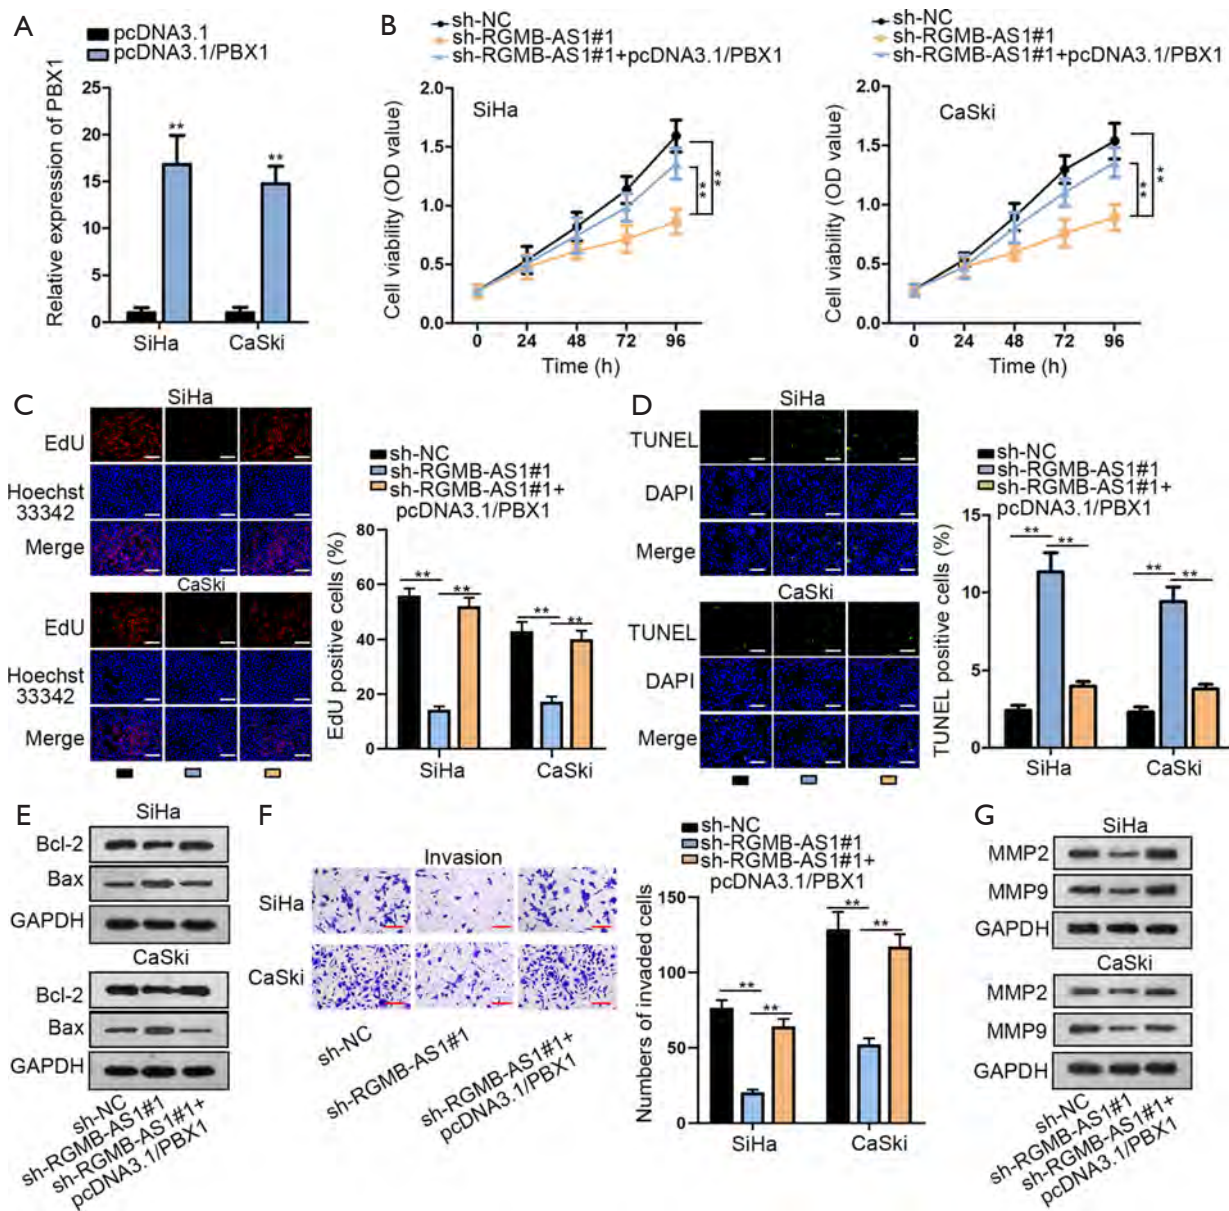 A
pcDNA3.1
pcDNA3.1/PBX1
Relative expression of PBX1
25
20
15
10
5
0
**
**
SiHa
CaSki
B
sh-NC
sh-RGMB-AS1#1
sh-RGMB-AS1#1+pcDNA3.1/PBX1
SiHa
Cell viability (OD value)
2.0
1.5
1.0
0.5
0.0
**
**
0 24 48 72 96
Time (h)
sh-NC
sh-RGMB-AS1#1
sh-RGMB-AS1#1+pcDNA3.1/PBX1
CaSki
Cell viability (OD value)
2.0
1.5
1.0
0.5
0.0
**
**
0 24 48 72 96
Time (h)
C
SiHa
EdU
Hoechst
33342
Merge
CaSki
EdU
Hoechst
33342
Merge
sh-NC
sh-RGMB-AS1#1
sh-RGMB-AS1#1+
pcDNA3.1/PBX1
EdU positive cells (%)
80
60
40
20
0
** **
** **
SiHa
CaSki
D
SiHa
TUNEL
DAPI
Merge
CaSki
TUNEL
DAPI
Merge
sh-NC
sh-RGMB-AS1#1
sh-RGMB-AS1#1+
pcDNA3.1/PBX1
TUNEL positive cells (%)
15
10
5
0
** **
** **
SiHa
CaSki
E
SiHa
Bcl-2
Bax
GAPDH
CaSki
Bcl-2
Bax
GAPDH
sh-NC
sh-RGMB-AS1#1
sh-RGMB-AS1#1+
pcDNA3.1/PBX1
F
Invasion
SiHa
CaSki
sh-NC
sh-RGMB-AS1#1
sh-RGMB-AS1#1+
pcDNA3.1/PBX1
sh-NC
sh-RGMB-AS1#1
sh-RGMB-AS1#1+
pcDNA3.1/PBX1
Numbers of invaded cells
150
100
50
0
** **
** **
SiHa
CaSki
G
SiHa
MMP2
MMP9
GAPDH
CaSki
MMP2
MMP9
GAPDH
sh-NC
sh-RGMB-AS1#1
sh-RGMB-AS1#1+
pcDNA3.1/PBX1